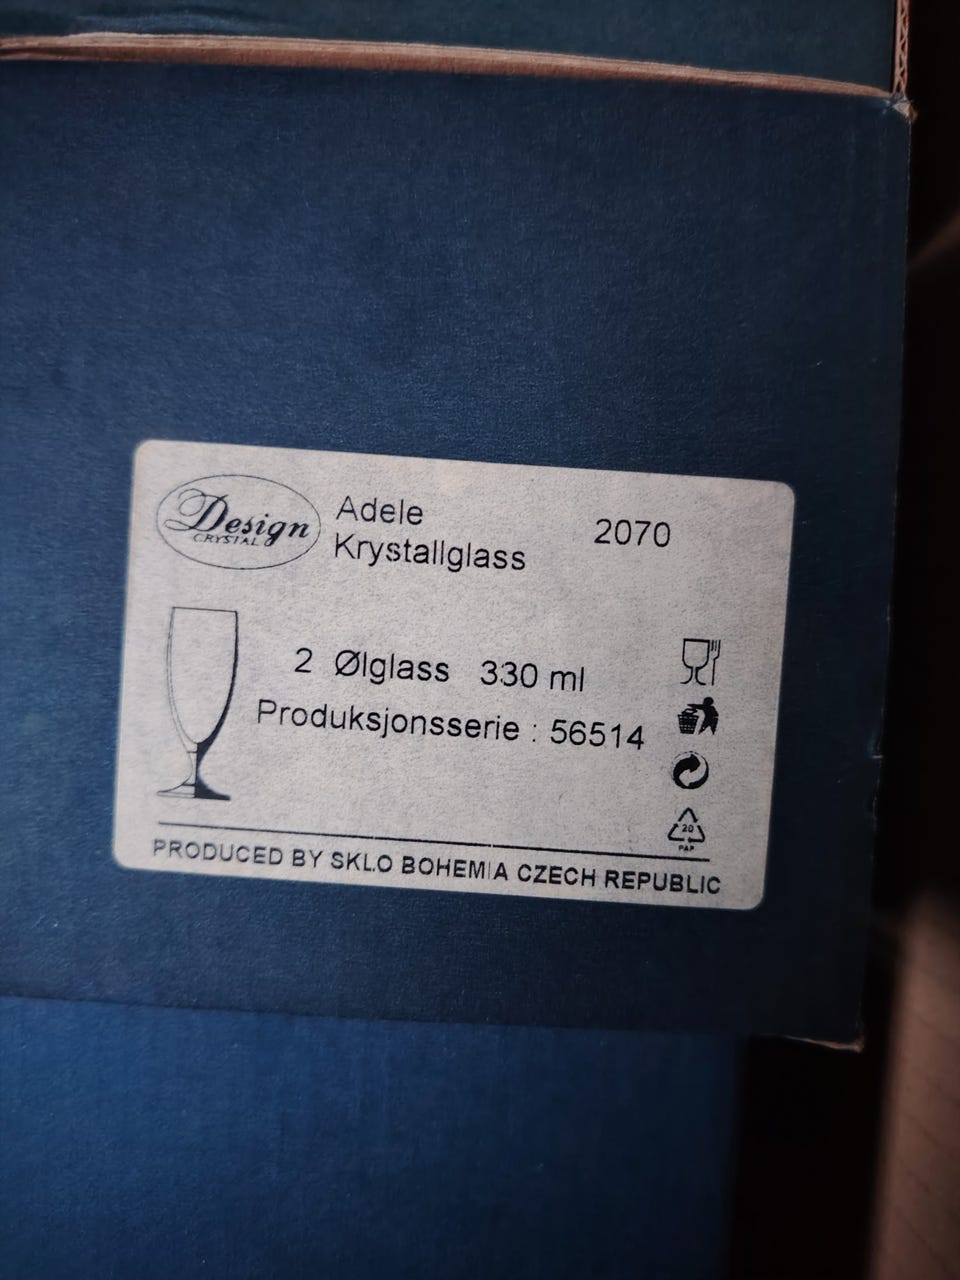 Design
CRYSTAL
Adele
Krystallglass
2070
2 Ølglass 330 ml
Produksjonsserie : 56514
20
PAP
PRODUCED BY SKLO BOHEMIA CZECH REPUBLIC